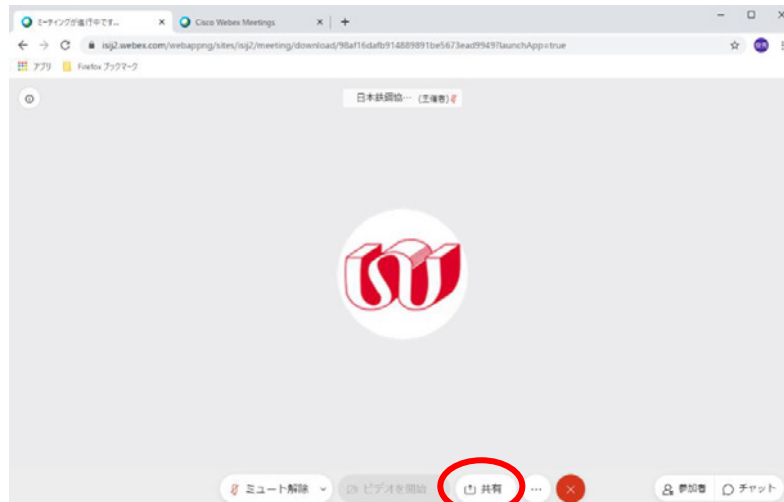 ミーティングが進行中です...
Cisco Webex Meetings
isij2.webex.com/webappng/sites/isij2/meeting/download/98af16dafb914889891be5673ead9949?launchApp=true
アプリ
Firefox ブックマーク
日本鉄鋼協… (主催者)
ミュート解除
ビデオを開始
共有
参加者
チャット